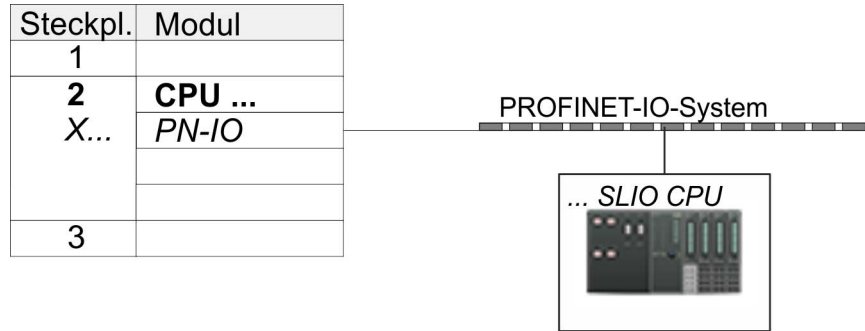 Steckpl. Modul
1
2 CPU ...
X... PN-IO
3
PROFINET-IO-System
... SLIO CPU